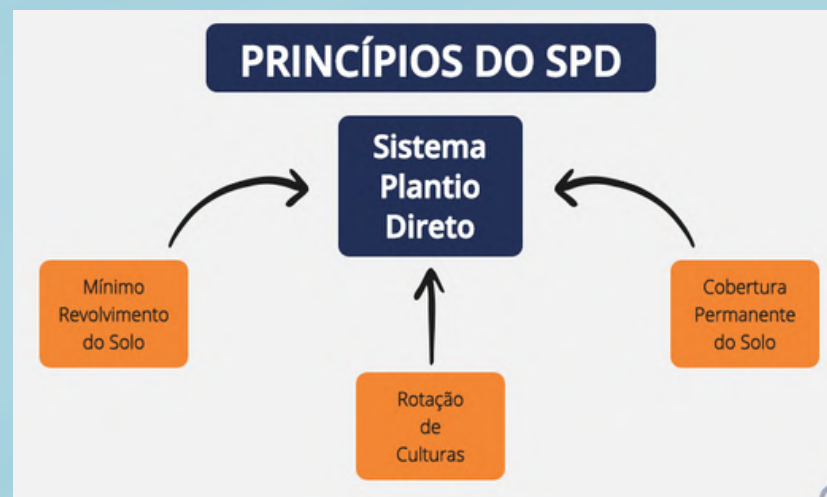 PRINCÍPIOS DO SPD
Sistema
Plantio
Direto
Mínimo
Revolvimento
do Solo
Rotação
de
Culturas
Cobertura
Permanente
do Solo